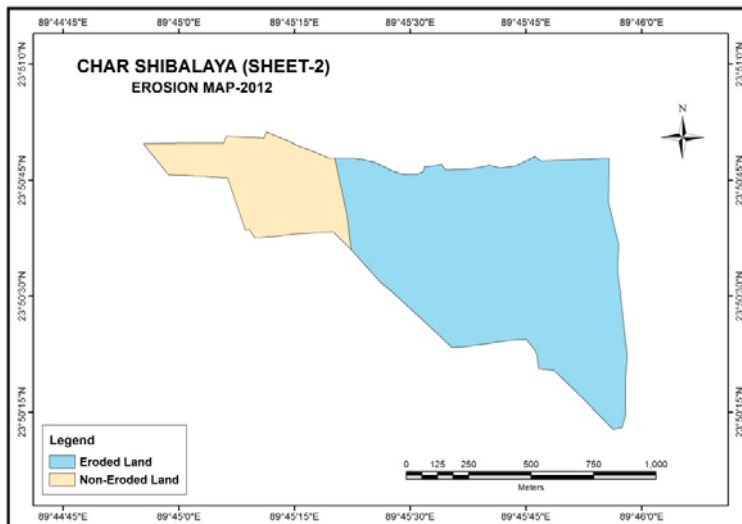 89°44'45"E 89°45'0"E 89°45'15"E 89°45'30"E 89°45'45"E 89°46'0"E
CHAR SHIBALAYA (SHEET-2)
EROSION MAP-2012
N
23°51'0"N
23°50'45"N
23°50'30"N
23°50'15"N
23°51'0"N
23°50'45"N
23°50'30"N
23°50'15"N
Legend
Eroded Land
Non-Eroded Land
0 125 250 500 750 1,000
Meters
89°44'45"E 89°45'0"E 89°45'15"E 89°45'30"E 89°45'45"E 89°46'0"E